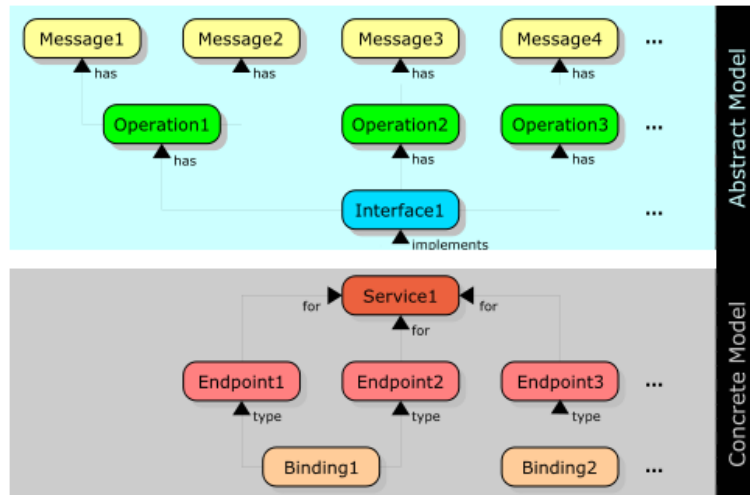 Message1 Message2 Message3 Message4 ...
has has has has
Operation1 Operation2 Operation3 ...
has has has
Interface1 ...
implements
Abstract Model
Service1
for for
for
Endpoint1 Endpoint2 Endpoint3 ...
type type type
Binding1 Binding2 ...
Concrete Model